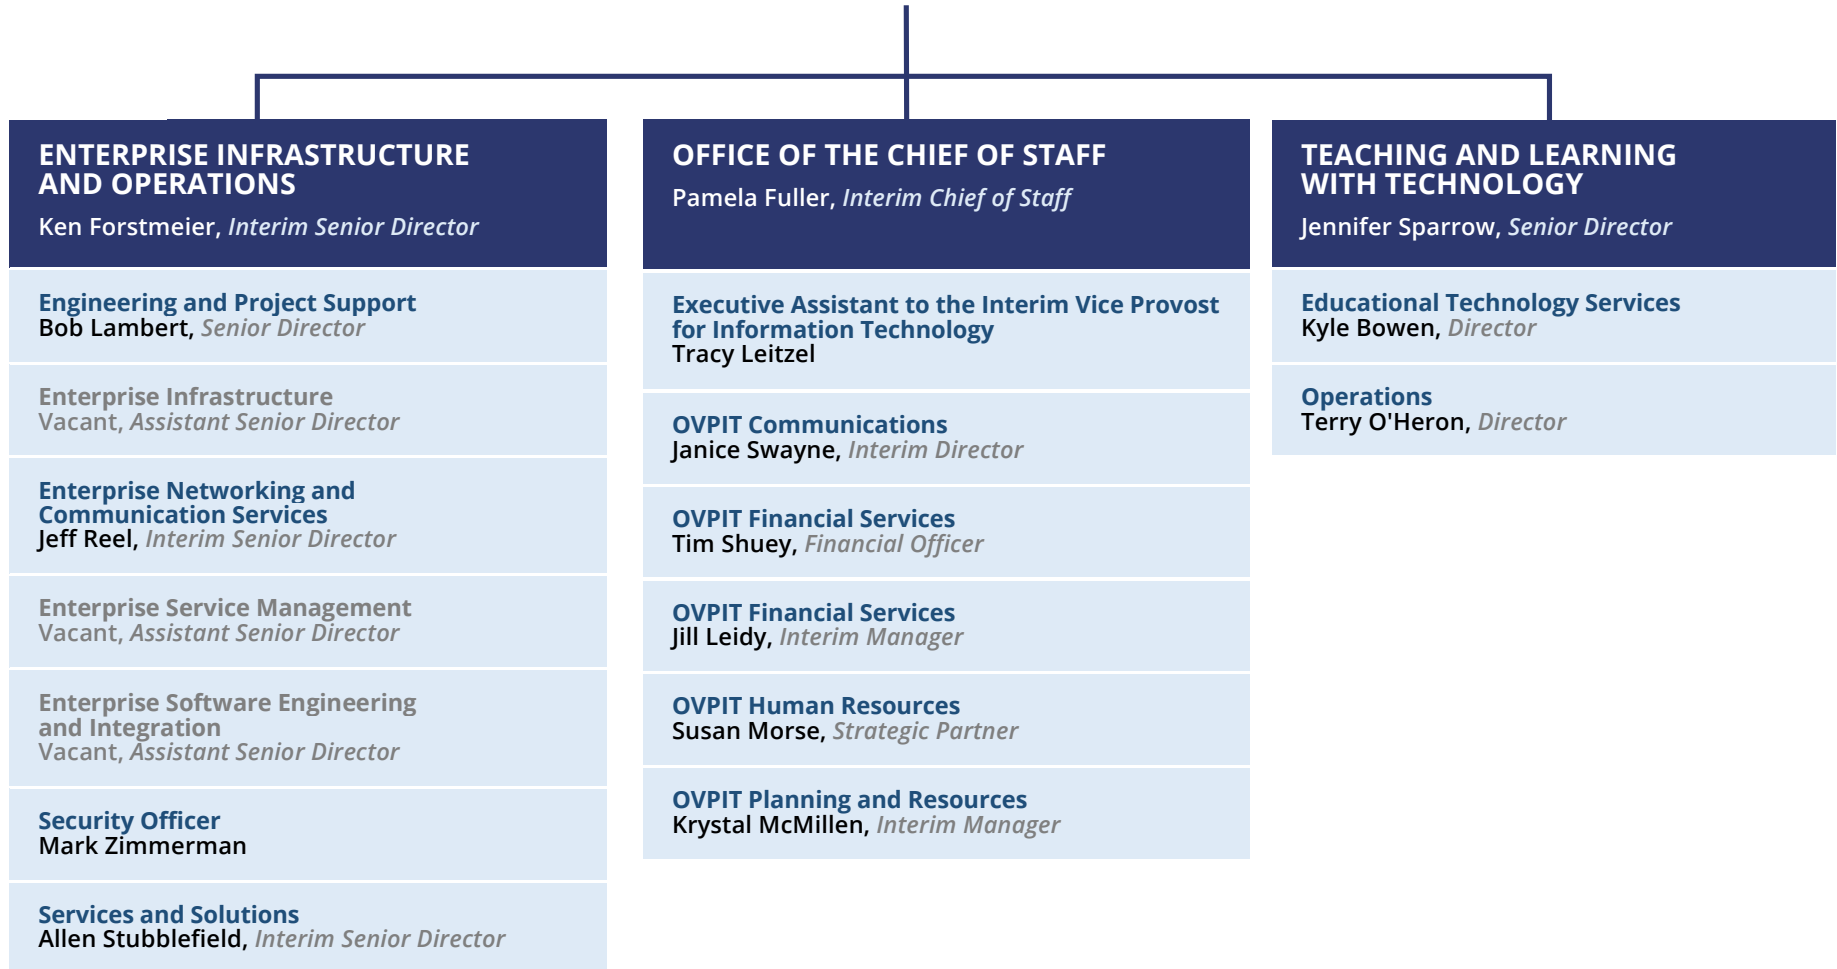 ENTERPRISE INFRASTRUCTURE
AND OPERATIONS
Ken Forstmeier, Interim Senior Director
Engineering and Project Support
Bob Lambert, Senior Director
Enterprise Infrastructure
Vacant, Assistant Senior Director
Enterprise Networking and
Communication Services
Jeff Reel, Interim Senior Director
Enterprise Service Management
Vacant, Assistant Senior Director
Enterprise Software Engineering
and Integration
Vacant, Assistant Senior Director
Security Officer
Mark Zimmerman
Services and Solutions
Allen Stubblefield, Interim Senior Director
OFFICE OF THE CHIEF OF STAFF
Pamela Fuller, Interim Chief of Staff
Executive Assistant to the Interim Vice Provost
for Information Technology
Tracy Leitzel
OVPIT Communications
Janice Swayne, Interim Director
OVPIT Financial Services
Tim Shuey, Financial Officer
OVPIT Financial Services
Jill Leidy, Interim Manager
OVPIT Human Resources
Susan Morse, Strategic Partner
OVPIT Planning and Resources
Krystal McMillen, Interim Manager
TEACHING AND LEARNING
WITH TECHNOLOGY
Jennifer Sparrow, Senior Director
Educational Technology Services
Kyle Bowen, Director
Operations
Terry O'Heron, Director